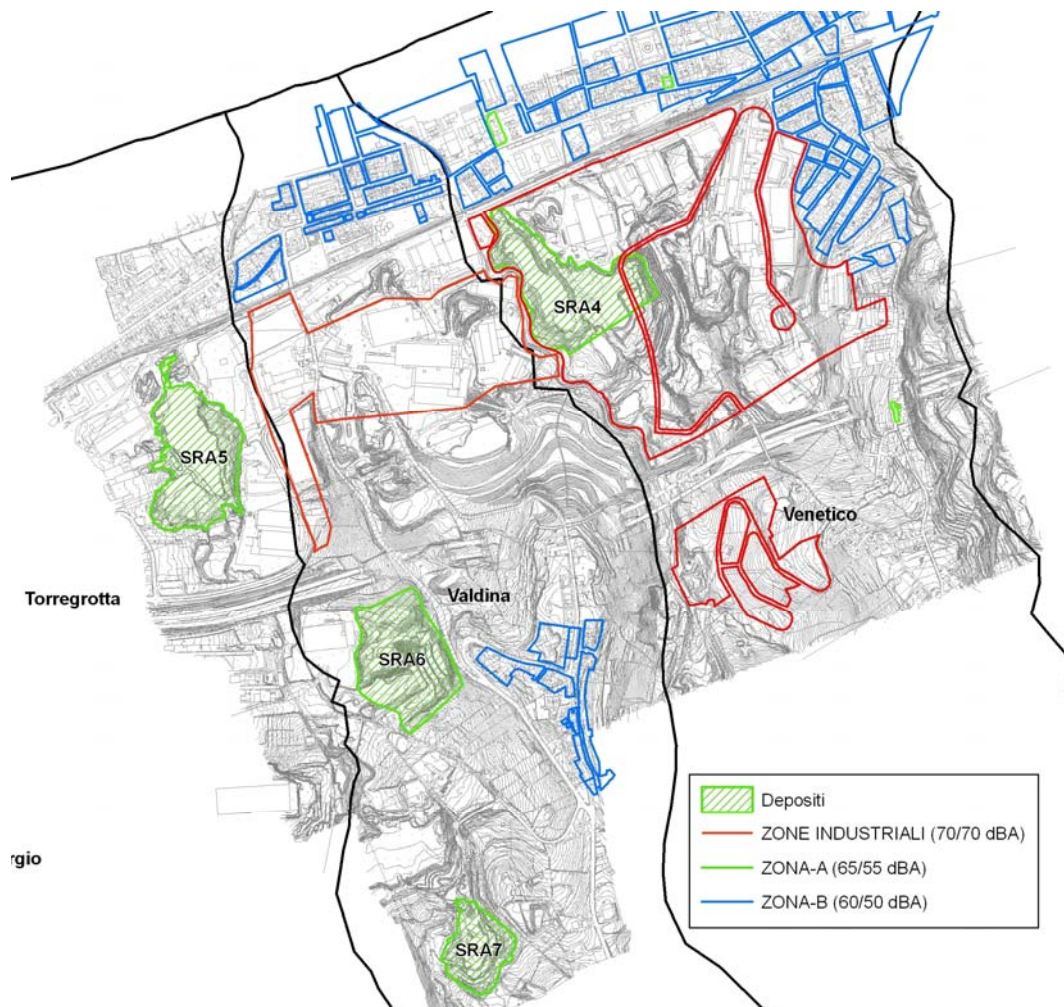 SRA4
SRA5
Venetico
Torregrotta
Valdina
SRA6
rgio
SRA7
Depositi
ZONE INDUSTRIALI (70/70 dBA)
ZONA-A (65/55 dBA)
ZONA-B (60/50 dBA)